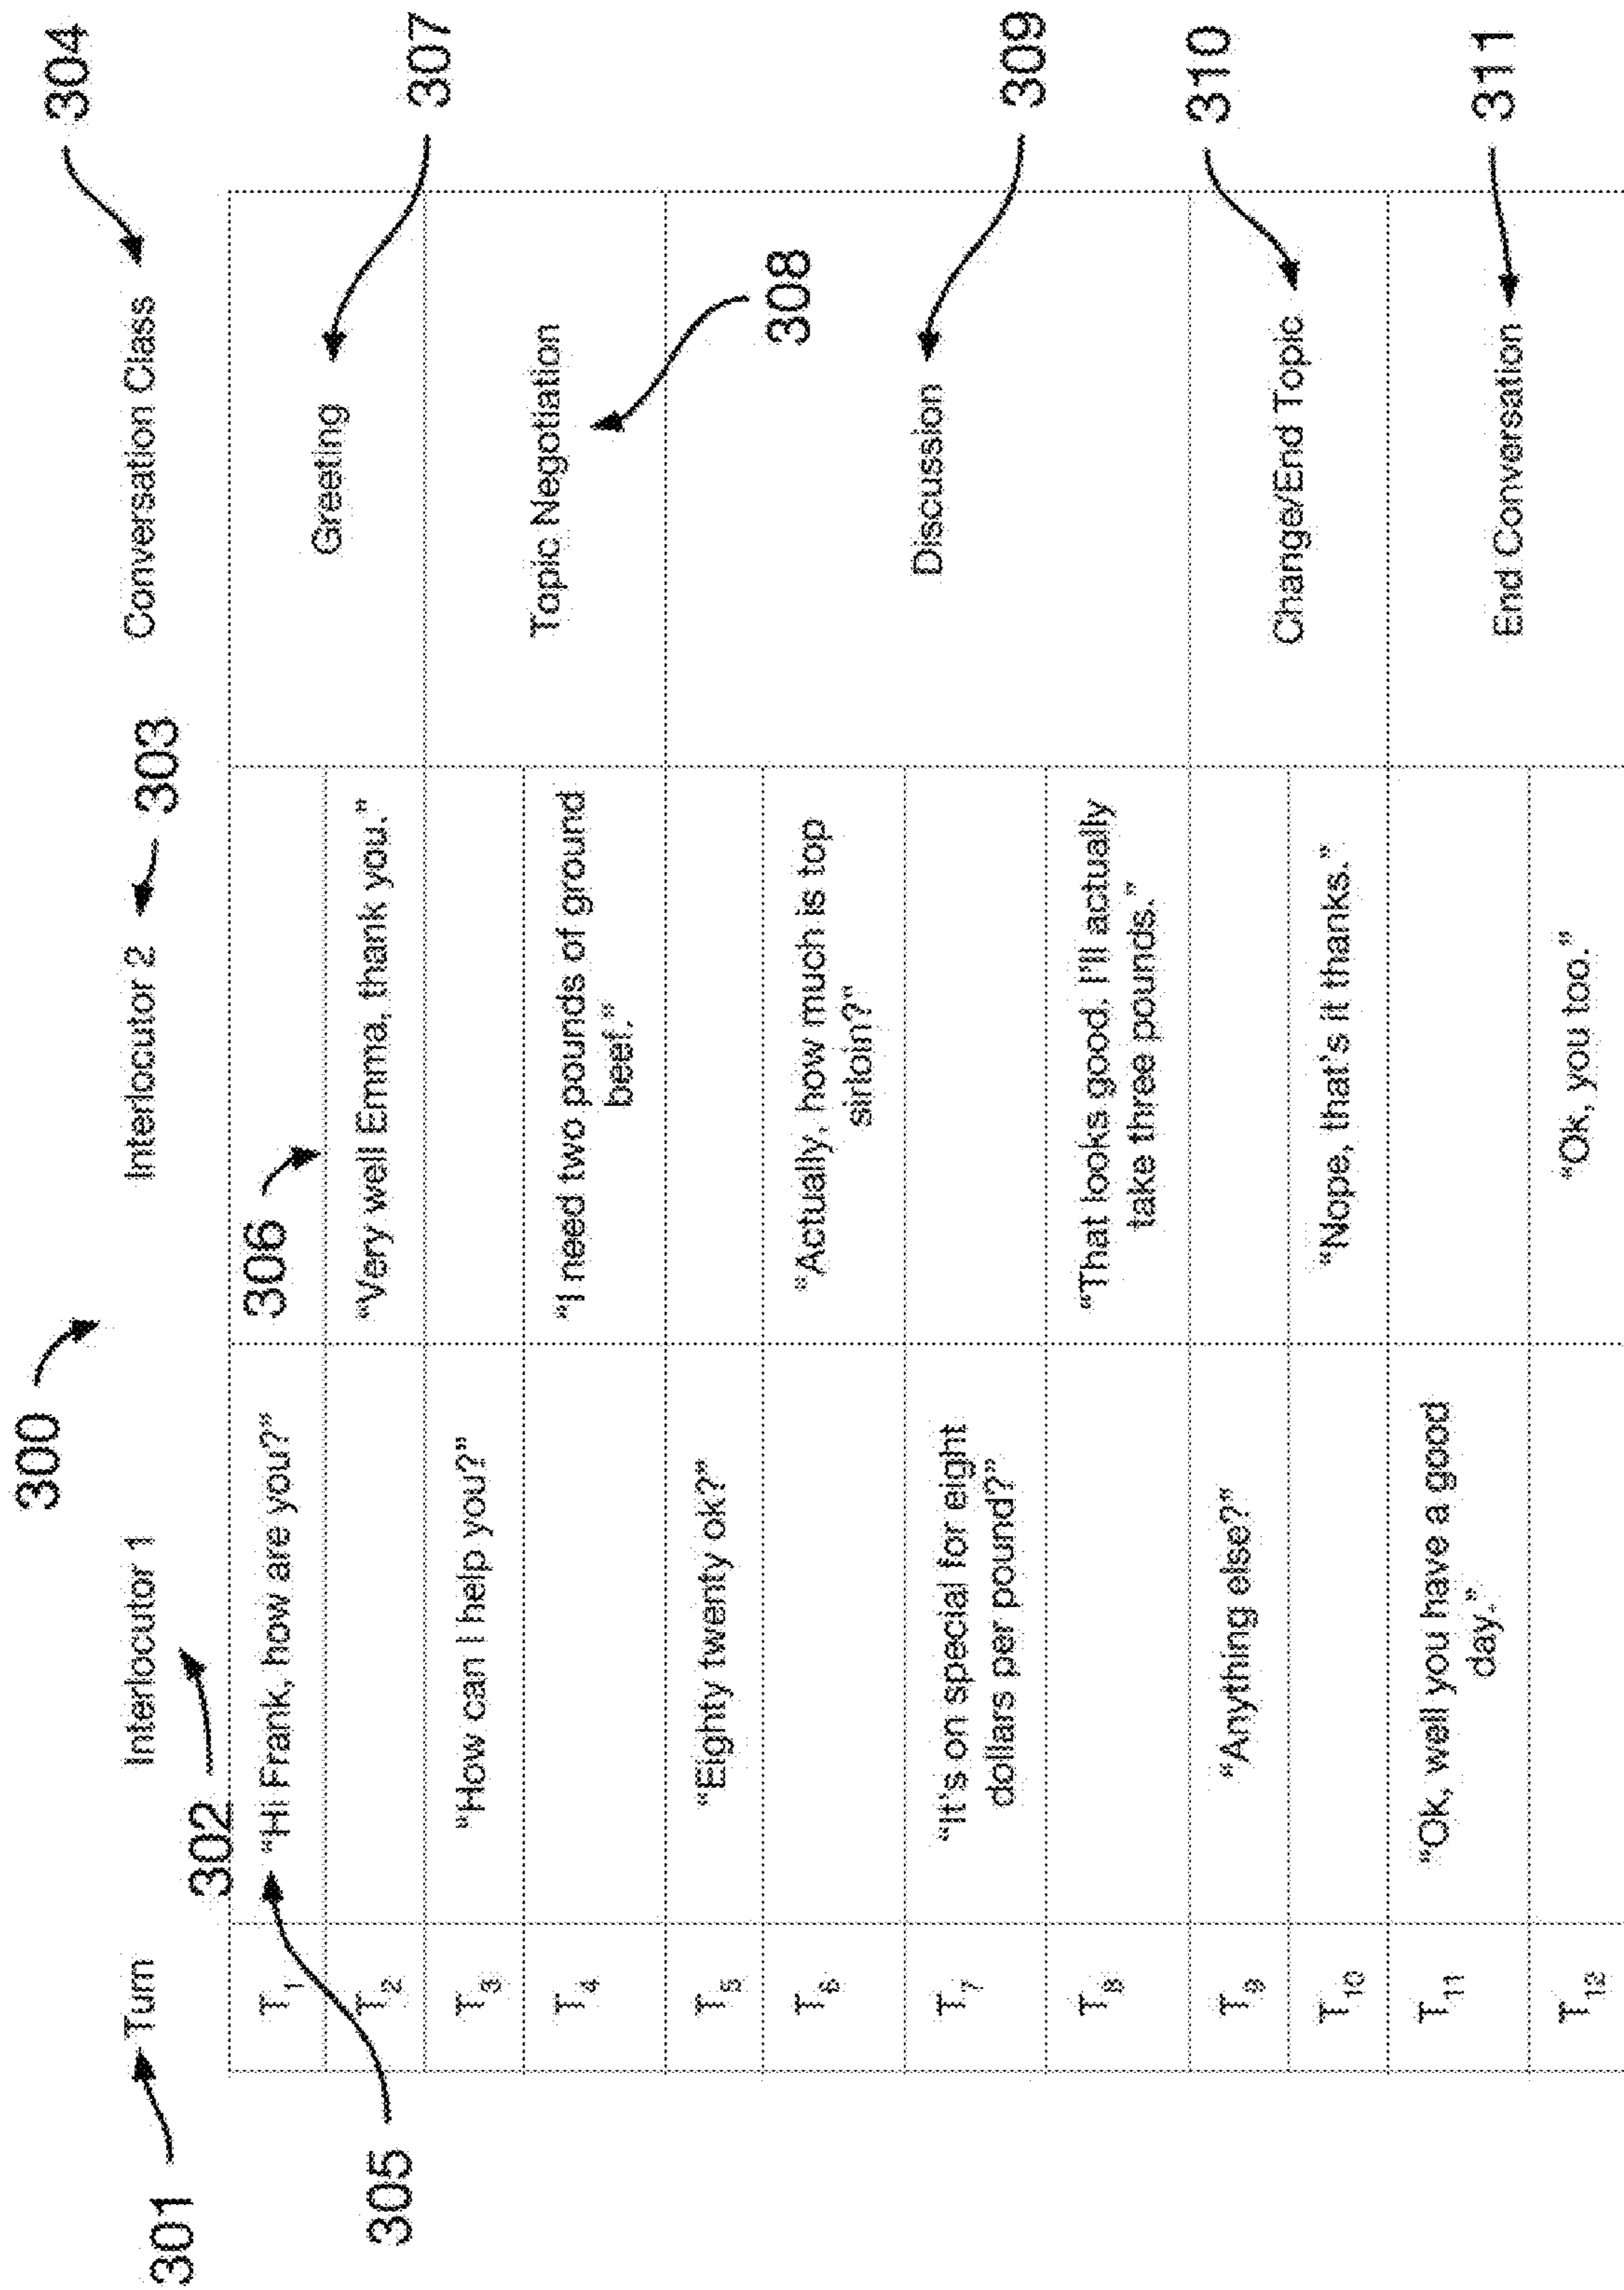 300
304
301 Turn Interlocutor 1 Interlocutor 2 303 Conversation Class
302
305
306
T1 "Hi Frank, how are you?"
T2 "Very well Emma, thank you."
Greeting 307
T3 "How can I help you?"
T4 "I need two pounds of ground
beef."
Topic Negotiation
308
T5 "Eighty twenty ok?"
T6 "Actually, how much is top
sirloin?"
T7 "It's on special for eight
dollars per pound?"
T8 "That looks good. I'll actually
take three pounds."
Discussion 309
T9 "Anything else?"
T10 "Nope, that's it thanks."
Change/End Topic 310
T11 "Ok, well you have a good
day."
T12 "Ok, you too."
End Conversation 311